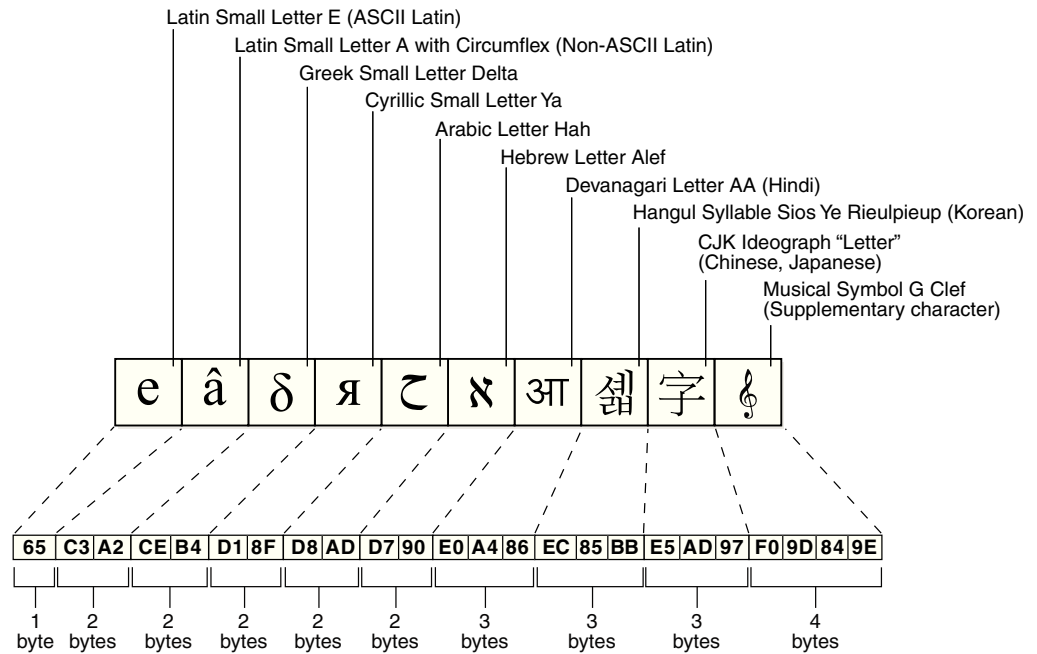 Latin Small Letter E (ASCII Latin)
Latin Small Letter A with Circumflex (Non-ASCII Latin)
Greek Small Letter Delta
Cyrillic Small Letter Ya
Arabic Letter Hah
Hebrew Letter Alef
Devanagari Letter AA (Hindi)
Hangul Syllable Sios Ye Rieulpieup (Korean)
CJK Ideograph “Letter”
(Chinese, Japanese)
Musical Symbol G Clef
(Supplementary character)
e â δ я ح א आ 셻 字 𝄞
65 C3 A2 CE B4 D1 8F D8 AD D7 90 E0 A4 86 EC 85 BB E5 AD 97 F0 9D 84 9E
1 2 2 2 2 2 3 3 3 4
byte bytes bytes bytes bytes bytes bytes bytes bytes bytes